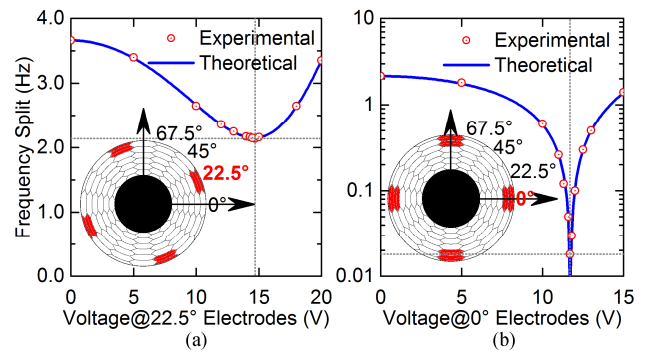 Frequency Split (Hz)
4.0
3.0
2.0
1.0
0.0
Experimental
Theoretical
67.5°
45°
22.5°
0°
0 5 10 15 20
Voltage@22.5° Electrodes (V)
(a)
10
1
0.1
0.01
Experimental
Theoretical
67.5°
45°
22.5°
0°
0 5 10 15
Voltage@0° Electrodes (V)
(b)